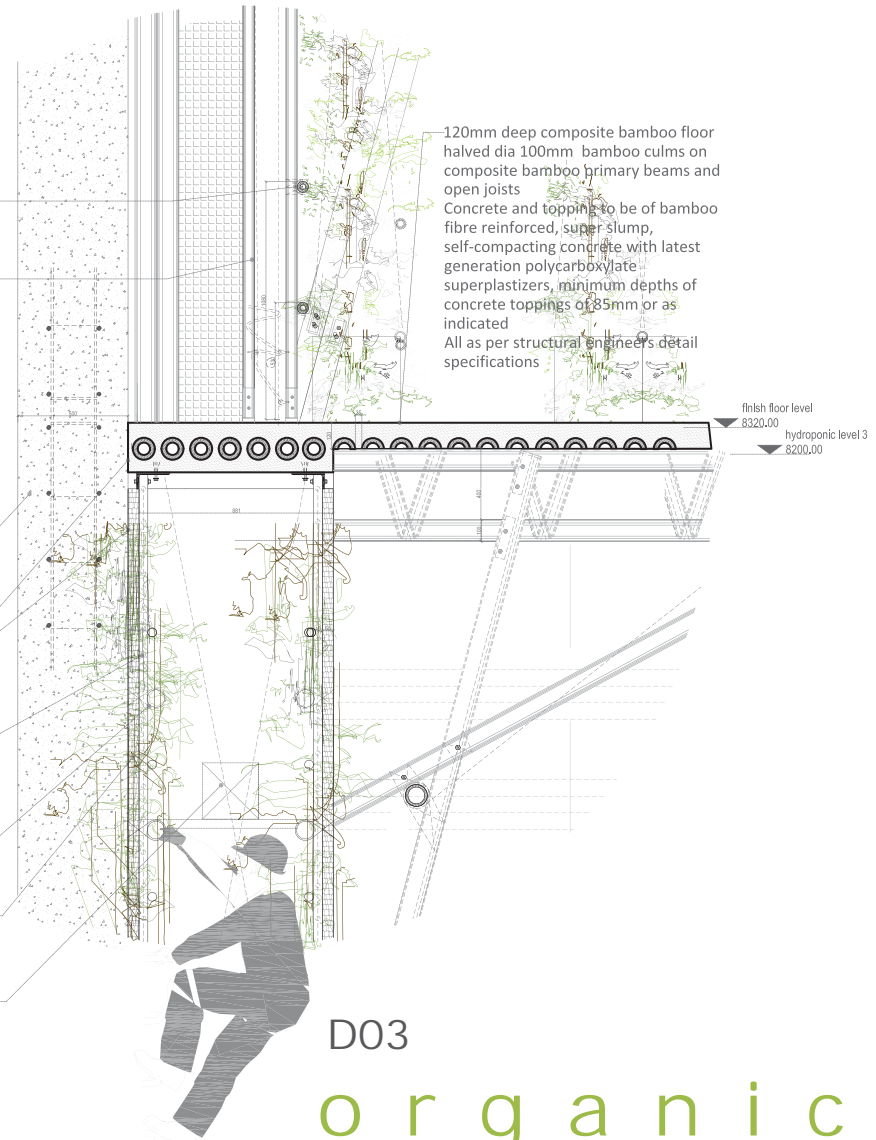 120mm deep composite bamboo floor
halved dia 100mm bamboo culms on
composite bamboo primary beams and
open joists
Concrete and topping to be of bamboo
fibre reinforced, super slump,
self-compacting concrete with latest
generation polycarboxylate
superplastizers, minimum depths of
concrete toppings of 85mm or as
indicated
All as per structural engineers detail
specifications
finish floor level
8320.00
hydroponic level 3
8200.00
D03
organic